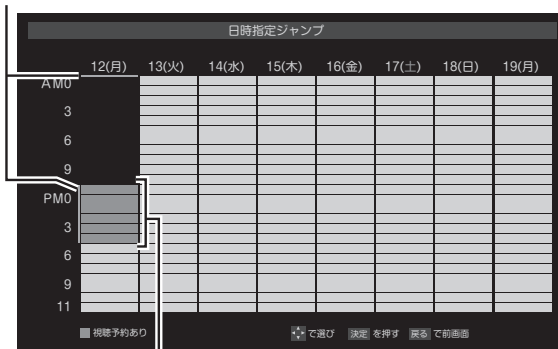 日時指定ジャンプ
12(月) 13(火) 14(水) 15(木) 16(金) 17(土) 18(日) 19(月)
AM0
3
6
9
PM0
3
6
9
11
視聴予約あり で選び 決定 を押す 戻る で前画面